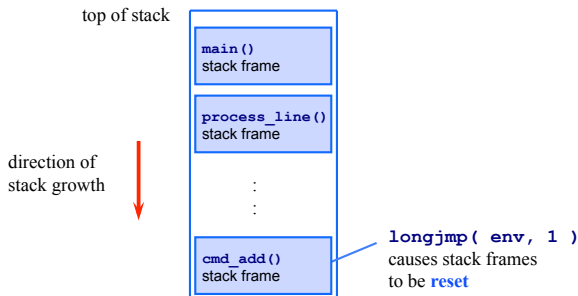 top of stack
main()
stack frame
process_line()
stack frame
direction of
stack growth
:
:
cmd_add()
stack frame
longjmp( env, 1 )
causes stack frames
to be reset